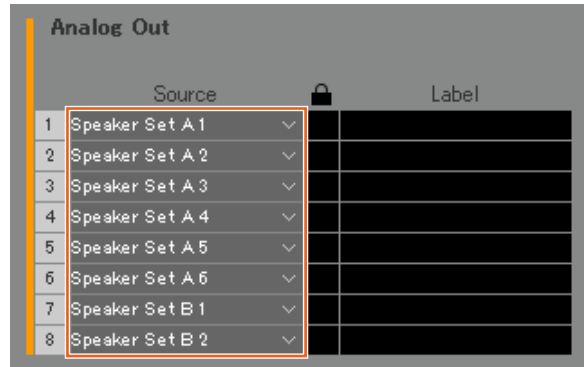 Analog Out
Source Label
1 Speaker Set A 1
2 Speaker Set A 2
3 Speaker Set A 3
4 Speaker Set A 4
5 Speaker Set A 5
6 Speaker Set A 6
7 Speaker Set B 1
8 Speaker Set B 2